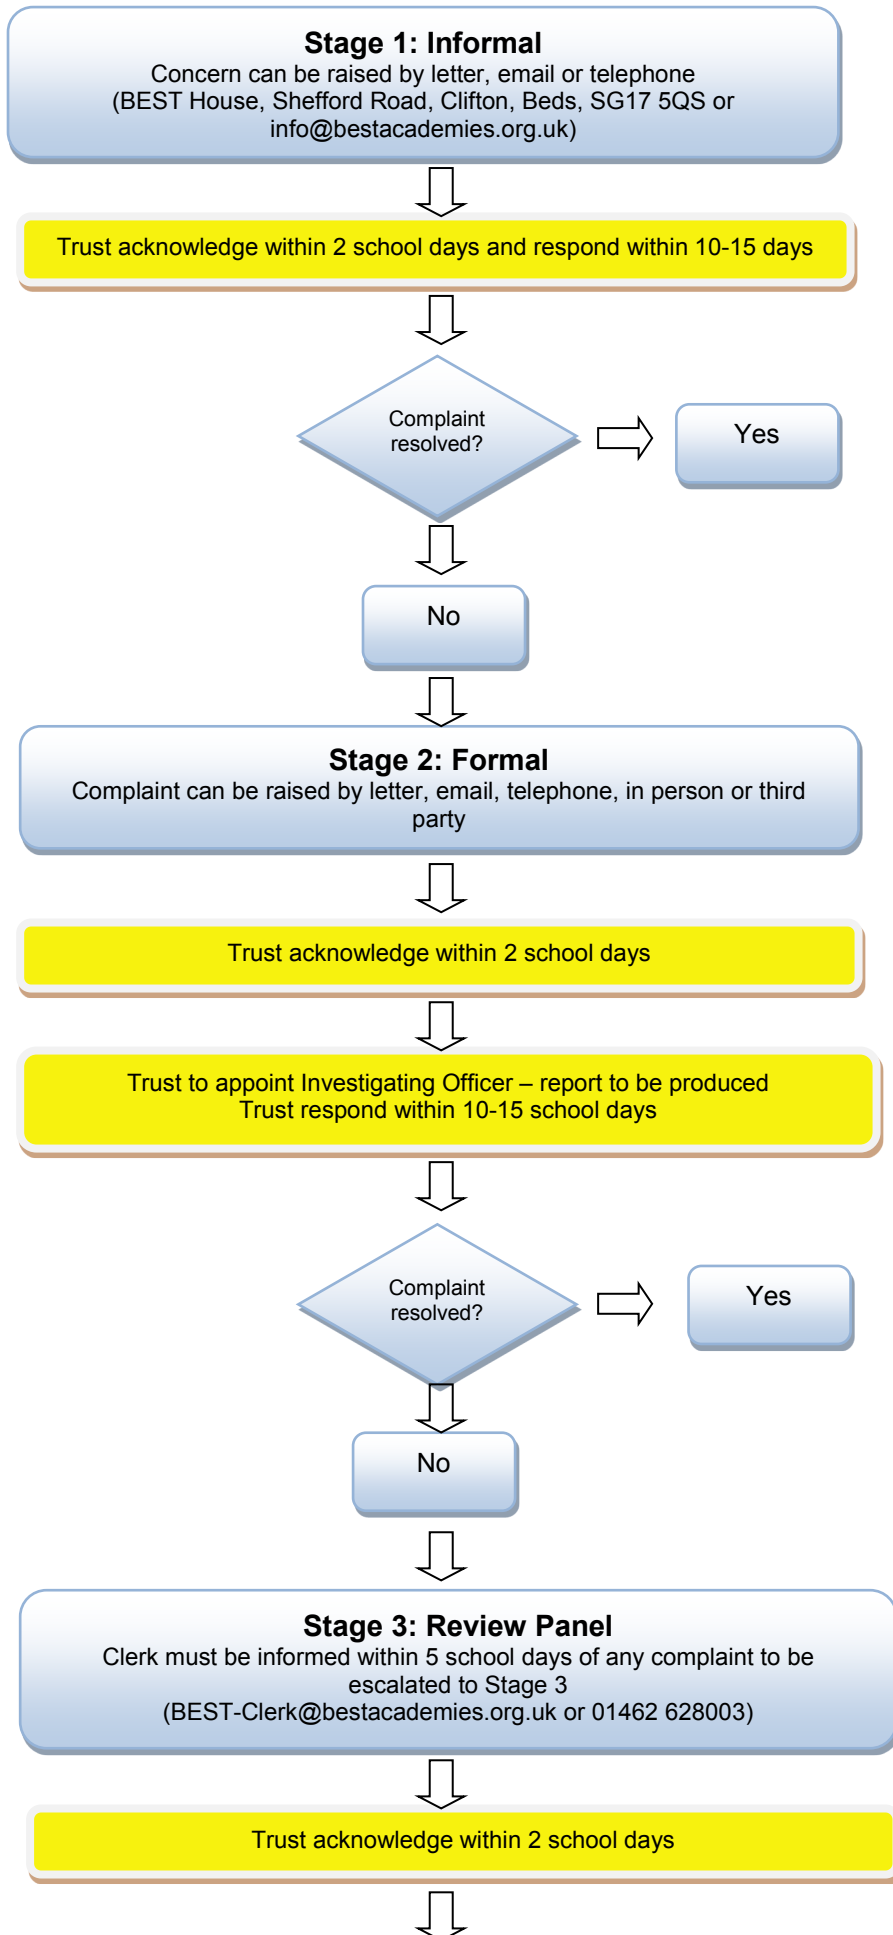 Stage 1: Informal
Concern can be raised by letter, email or telephone
(BEST House, Shefford Road, Clifton, Beds, SG17 5QS or
info@bestacademies.org.uk)
Trust acknowledge within 2 school days and respond within 10-15 days
Complaint
resolved?
Yes
No
Stage 2: Formal
Complaint can be raised by letter, email, telephone, in person or third
party
Trust acknowledge within 2 school days
Trust to appoint Investigating Officer – report to be produced
Trust respond within 10-15 school days
Complaint
resolved?
Yes
No
Stage 3: Review Panel
Clerk must be informed within 5 school days of any complaint to be
escalated to Stage 3
(BEST-Clerk@bestacademies.org.uk or 01462 628003)
Trust acknowledge within 2 school days